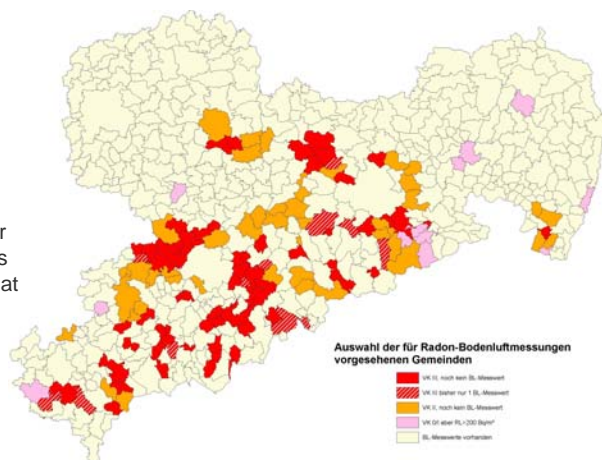 r
s
at
Auswahl der für Radon-Bodenluftmessungen
vorgesehenen Gemeinden
VK III, noch kein BL-Messwert
VK III bisher nur 1 BL-Messwert
VK II, noch kein BL-Messwert
VK 0/I aber RL>200 Bq/m³
BL-Messwerte vorhanden